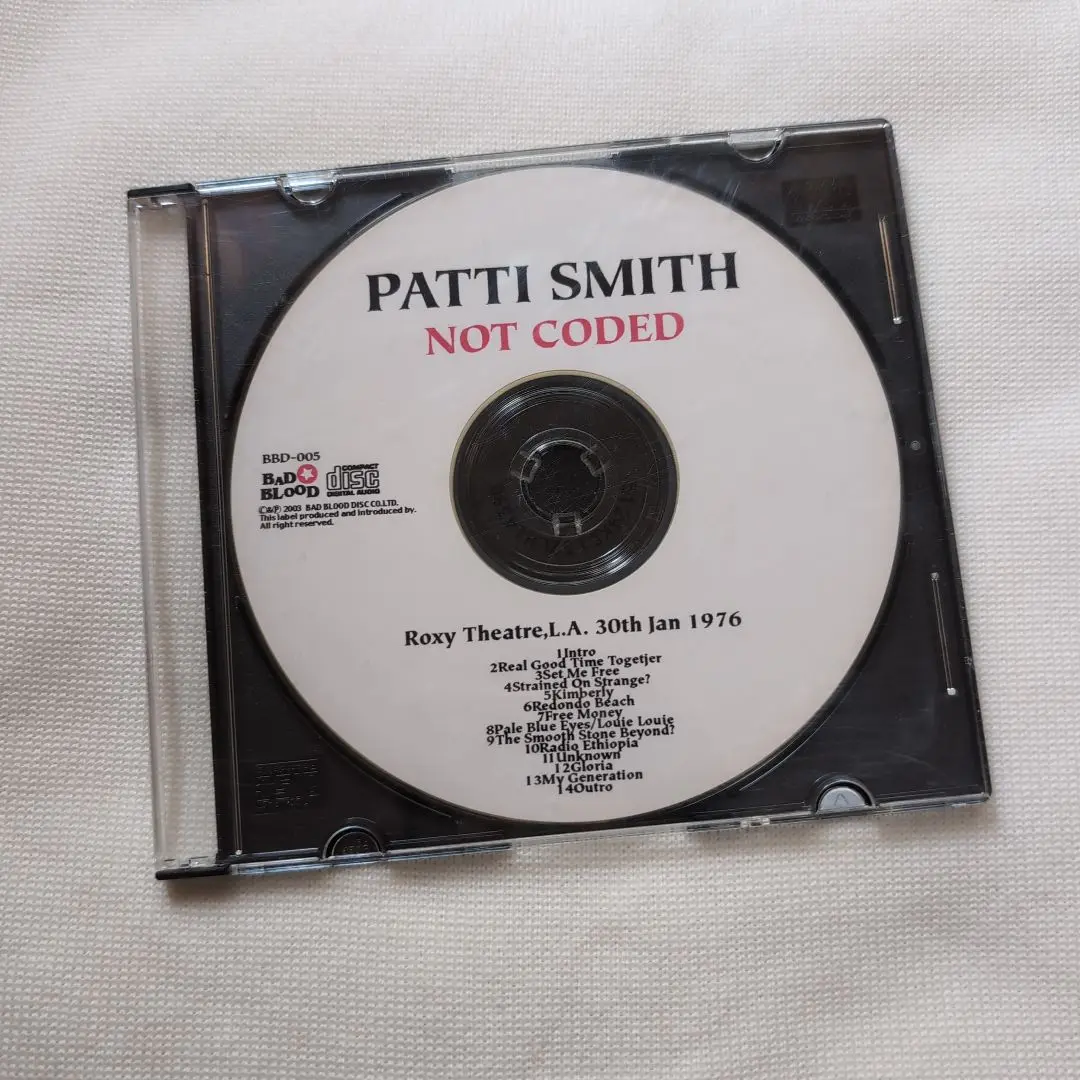 PATTI SMITH
NOT CODED
BBD-005
BAD BLOOD
COMPACT disc DIGITAL AUDIO
©&℗ 2003 BAD BLOOD DISC CO.LTD.
This label produced and introduced by.
All right reserved.
Roxy Theatre,L.A. 30th Jan 1976
1Intro
2Real Good Time Togetjer
3Set Me Free
4Strained On Strange?
5Kimberly
6Redondo Beach
7Free Money
8Pale Blue Eyes/Louie Louie
9The Smooth Stone Beyond?
10Radio Ethiopia
11Unknown
12Gloria
13My Generation
14Outro